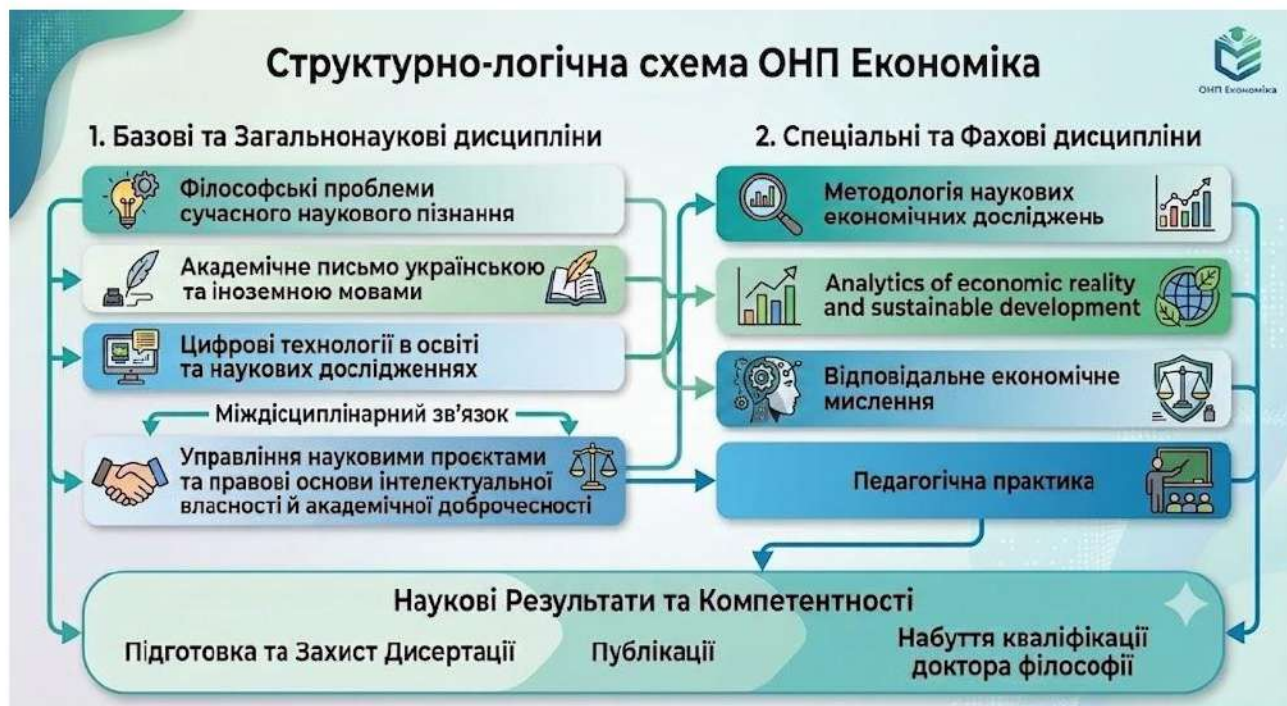 Структурно-логічна схема ОНП Економіка
ОНП Економіка
1. Базові та Загальнонаукові дисципліни
Філософські проблеми
сучасного наукового пізнання
Академічне письмо українською
та іноземною мовами
Цифрові технології в освіті
та наукових дослідженнях
Міждісциплінарний зв'язок
Управління науковими проєктами
та правові основи інтелектуальної
власності й академічної доброчесності
2. Спеціальні та Фахові дисципліни
Методологія наукових
економічних досліджень
Analytics of economic reality
and sustainable development
Відповідальне економічне
мислення
Педагогічна практика
Наукові Результати та Компетентності
Підготовка та Захист Дисертації
Публікації
Набуття кваліфікації
доктора філософії